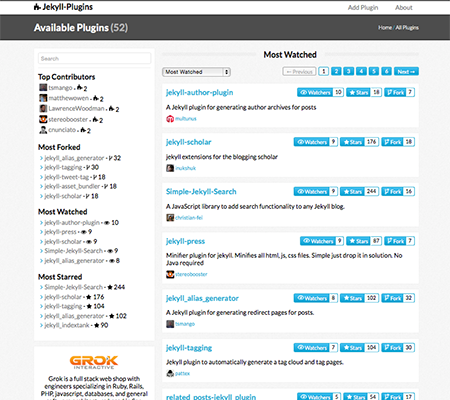 Jekyll-Plugins
Add Plugin
About
Available Plugins (52)
Home / All Plugins
Search
Top Contributors
tsmango - 2
matthewowen - 2
LawrenceWoodman - 2
stereobooster - 2
cnunciato - 2
Most Forked
jekyll_alias_generator - 32
jekyll-tagging - 30
jekyll-tweet-tag - 18
jekyll-asset_bundler - 18
jekyll-scholar - 18
Most Watched
jekyll-author-plugin - 10
jekyll-press - 9
jekyll-scholar - 9
Simple-Jekyll-Search - 9
jekyll_alias_generator - 8
Most Starred
Simple-Jekyll-Search - 244
jekyll-scholar - 176
jekyll-tagging - 104
jekyll_alias_generator - 102
jekyll_indextank - 90
GROK
INTERACTIVE
Grok is a full stack web shop with
engineers specializing in Ruby, Rails,
PHP, javascript, databases, and general
Most Watched
Most Watched
← Previous 1 2 3 4 5 6 Next →
jekyll-author-plugin
Watchers 10 Stars 18 Fork 7
A Jekyll plugin for generating author archives for posts
multunus
jekyll-scholar
Watchers 9 Stars 176 Fork 18
jekyll extensions for the blogging scholar
inukshuk
Simple-Jekyll-Search
Watchers 9 Stars 244 Fork 16
A JavaScript library to add search functionality to any Jekyll blog.
christian-fei
jekyll-press
Watchers 9 Stars 87 Fork 7
Minifier plugin for jekyll. Minifies all html, js, css files. Simple just drop it in solution. No
Java required
stereobooster
jekyll_alias_generator
Watchers 8 Stars 102 Fork 32
A Jekyll plugin for generating redirect pages for posts.
tsmango
jekyll-tagging
Watchers 7 Stars 104 Fork 30
Jekyll plugin to automatically generate a tag cloud and tag pages.
pattex
related_posts-jekyll_plugin
Watchers 5 Stars 54 Fork 17